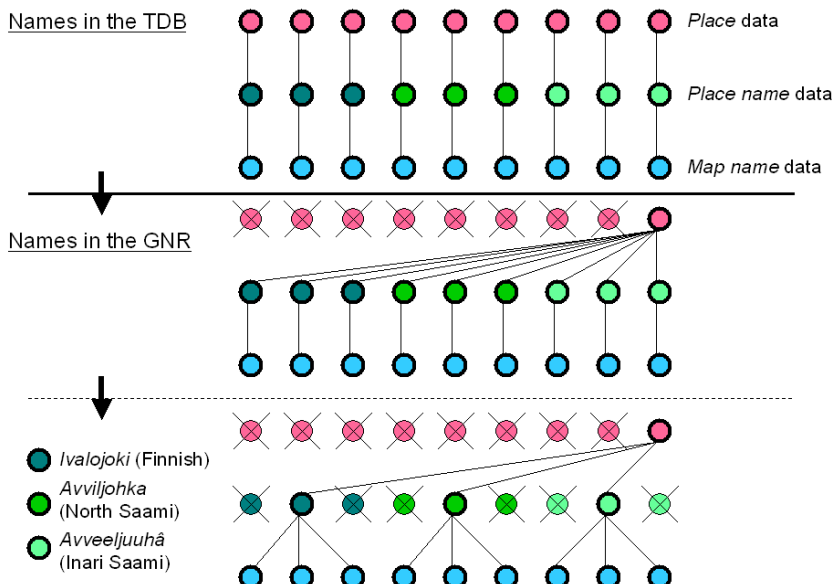 Names in the TDB
Place data
Place name data
Map name data
Names in the GNR
Ivalojoki (Finnish)
Avviljohka
(North Saami)
Avveeljuuhâ
(Inari Saami)